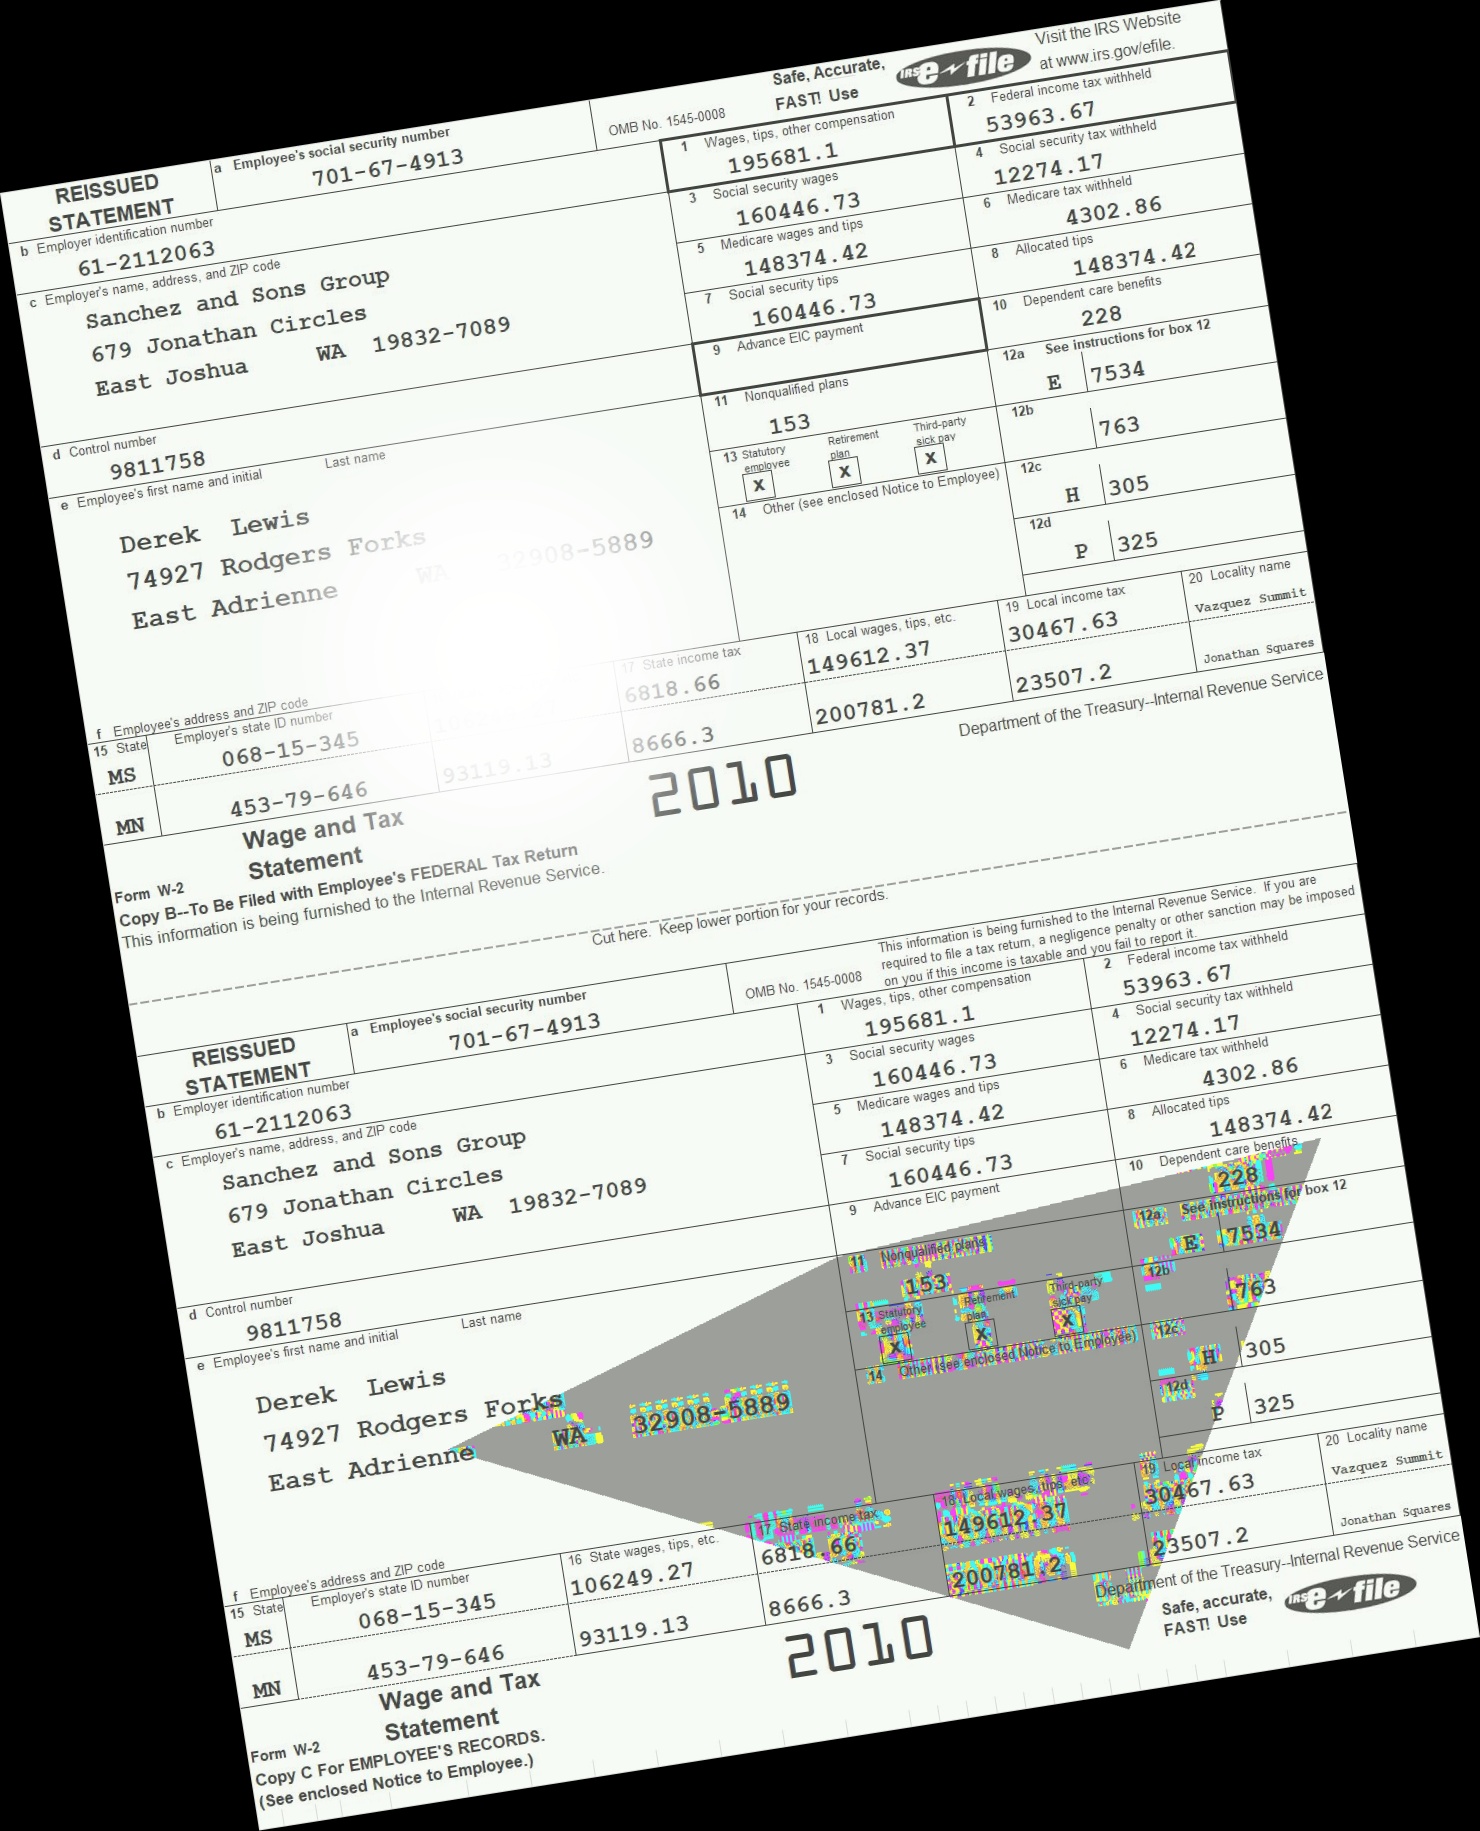 Safe, Accurate,
FAST! Use
IRS e-file
Visit the IRS Website
at www.irs.gov/efile.
REISSUED
STATEMENT
a Employee's social security number
701-67-4913
OMB No. 1545-0008
1 Wages, tips, other compensation
195681.1
2 Federal income tax withheld
53963.67
b Employer identification number
61-2112063
3 Social security wages
160446.73
4 Social security tax withheld
12274.17
c Employer's name, address, and ZIP code
Sanchez and Sons Group
679 Jonathan Circles
East Joshua WA 19832-7089
5 Medicare wages and tips
148374.42
6 Medicare tax withheld
4302.86
7 Social security tips
160446.73
8 Allocated tips
148374.42
9 Advance EIC payment
10 Dependent care benefits
228
d Control number
9811758
11 Nonqualified plans
153
12a See instructions for box 12
E 7534
12b
763
e Employee's first name and initial Last name
Derek Lewis
74927 Rodgers Forks
East Adrienne WA 32908-5889
13 Statutory employee
X
Retirement plan
X
Third-party sick pay
X
12c
H 305
14 Other (see enclosed Notice to Employee)
12d
P 325
f Employee's address and ZIP code
15 State
Employer's state ID number
17 State income tax
18 Local wages, tips, etc.
19 Local income tax
20 Locality name
MS 068-15-345 6818.66 149612.37 30467.63 Vazquez Summit
MN 453-79-646 93119.13 8666.3 200781.2 23507.2 Jonathan Squares
Wage and Tax
Statement
2010
Department of the Treasury--Internal Revenue Service
Form W-2
Copy B--To Be Filed with Employee's FEDERAL Tax Return
This information is being furnished to the Internal Revenue Service.
Cut here. Keep lower portion for your records.
This information is being furnished to the Internal Revenue Service. If you are
required to file a tax return, a negligence penalty or other sanction may be imposed
on you if this income is taxable and you fail to report it.
REISSUED
STATEMENT
a Employee's social security number
701-67-4913
OMB No. 1545-0008
1 Wages, tips, other compensation
195681.1
2 Federal income tax withheld
53963.67
b Employer identification number
61-2112063
3 Social security wages
160446.73
4 Social security tax withheld
12274.17
c Employer's name, address, and ZIP code
Sanchez and Sons Group
679 Jonathan Circles
East Joshua WA 19832-7089
5 Medicare wages and tips
148374.42
6 Medicare tax withheld
4302.86
7 Social security tips
160446.73
8 Allocated tips
148374.42
9 Advance EIC payment
10 Dependent care benefits
228
d Control number
9811758
11 Nonqualified plans
153
12a See instructions for box 12
E 7534
12b
763
e Employee's first name and initial Last name
Derek Lewis
74927 Rodgers Forks
East Adrienne WA 32908-5889
13 Statutory employee
X
Retirement plan
X
Third-party sick pay
X
12c
H 305
14 Other (see enclosed Notice to Employee)
12d
P 325
f Employee's address and ZIP code
15 State
Employer's state ID number
16 State wages, tips, etc.
17 State income tax
18 Local wages, tips, etc.
19 Local income tax
20 Locality name
MS 068-15-345 106249.27 6818.66 149612.37 30467.63 Vazquez Summit
MN 453-79-646 93119.13 8666.3 200781.2 23507.2 Jonathan Squares
Wage and Tax
Statement
2010
Department of the Treasury--Internal Revenue Service
Safe, accurate,
FAST! Use
IRS e-file
Form W-2
Copy C For EMPLOYEE'S RECORDS.
(See enclosed Notice to Employee.)